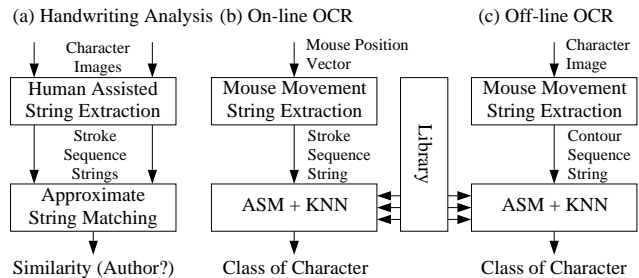 (a) Handwriting Analysis
Character
Images
Human Assisted
String Extraction
Stroke
Sequence
Strings
Approximate
String Matching
Similarity (Author?)
(b) On-line OCR
Mouse Position
Vector
Mouse Movement
String Extraction
Stroke
Sequence
String
ASM + KNN
Class of Character
Library
(c) Off-line OCR
Character
Image
Mouse Movement
String Extraction
Contour
Sequence
String
ASM + KNN
Class of Character